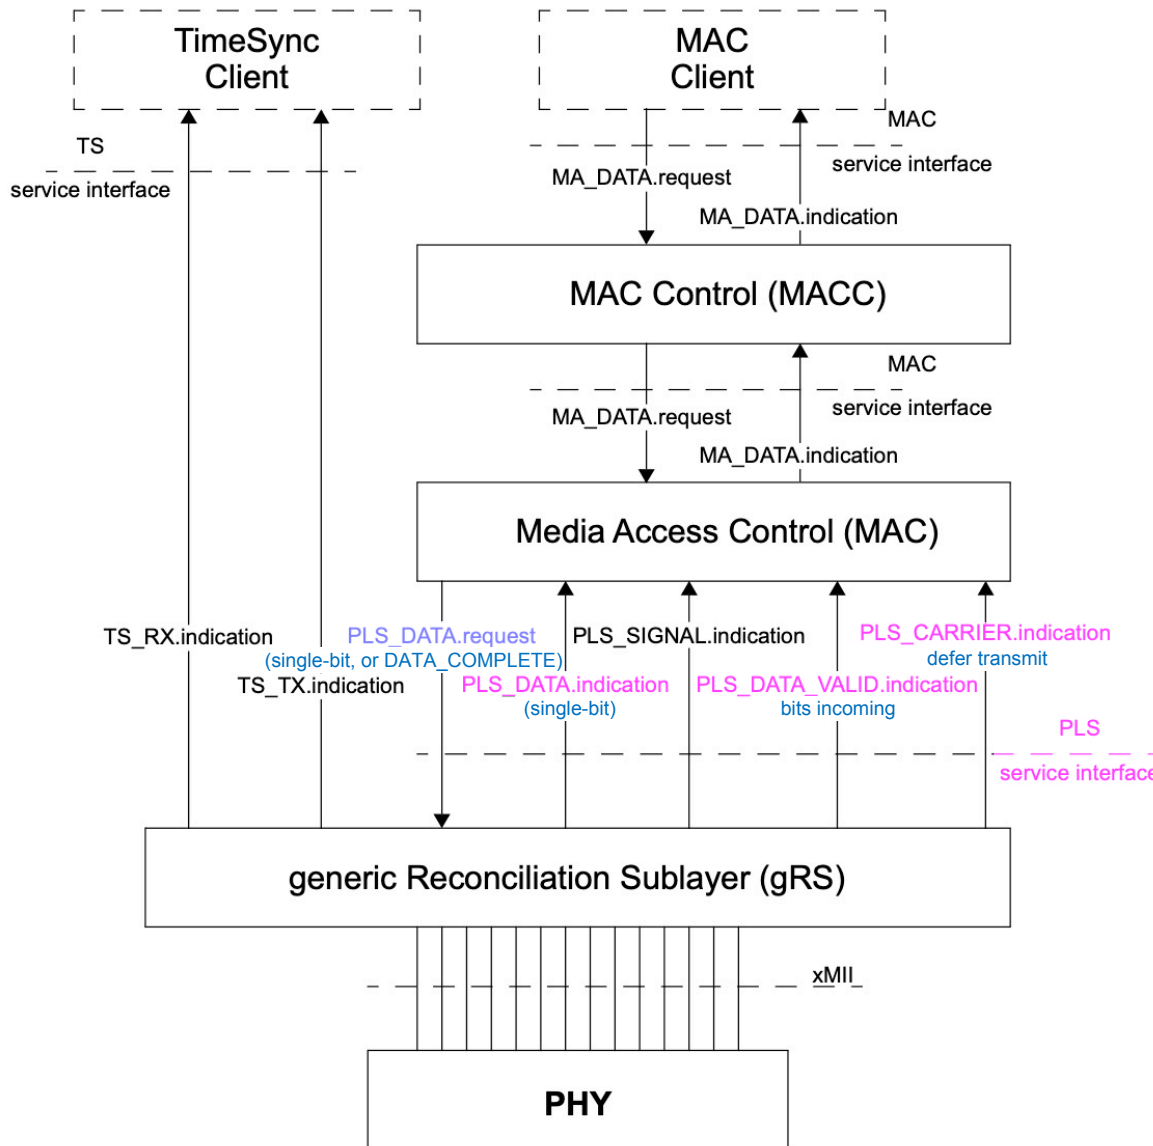 TimeSync
Client
MAC
Client
TS
service interface
MAC
service interface
MA_DATA.request
MA_DATA.indication
MAC Control (MACC)
MAC
service interface
MA_DATA.request
MA_DATA.indication
Media Access Control (MAC)
TS_RX.indication
TS_TX.indication
PLS_DATA.request
(single-bit, or DATA_COMPLETE)
PLS_DATA.indication
(single-bit)
PLS_SIGNAL.indication
PLS_DATA_VALID.indication
bits incoming
PLS_CARRIER.indication
defer transmit
PLS
service interface
generic Reconciliation Sublayer (gRS)
xMII
PHY